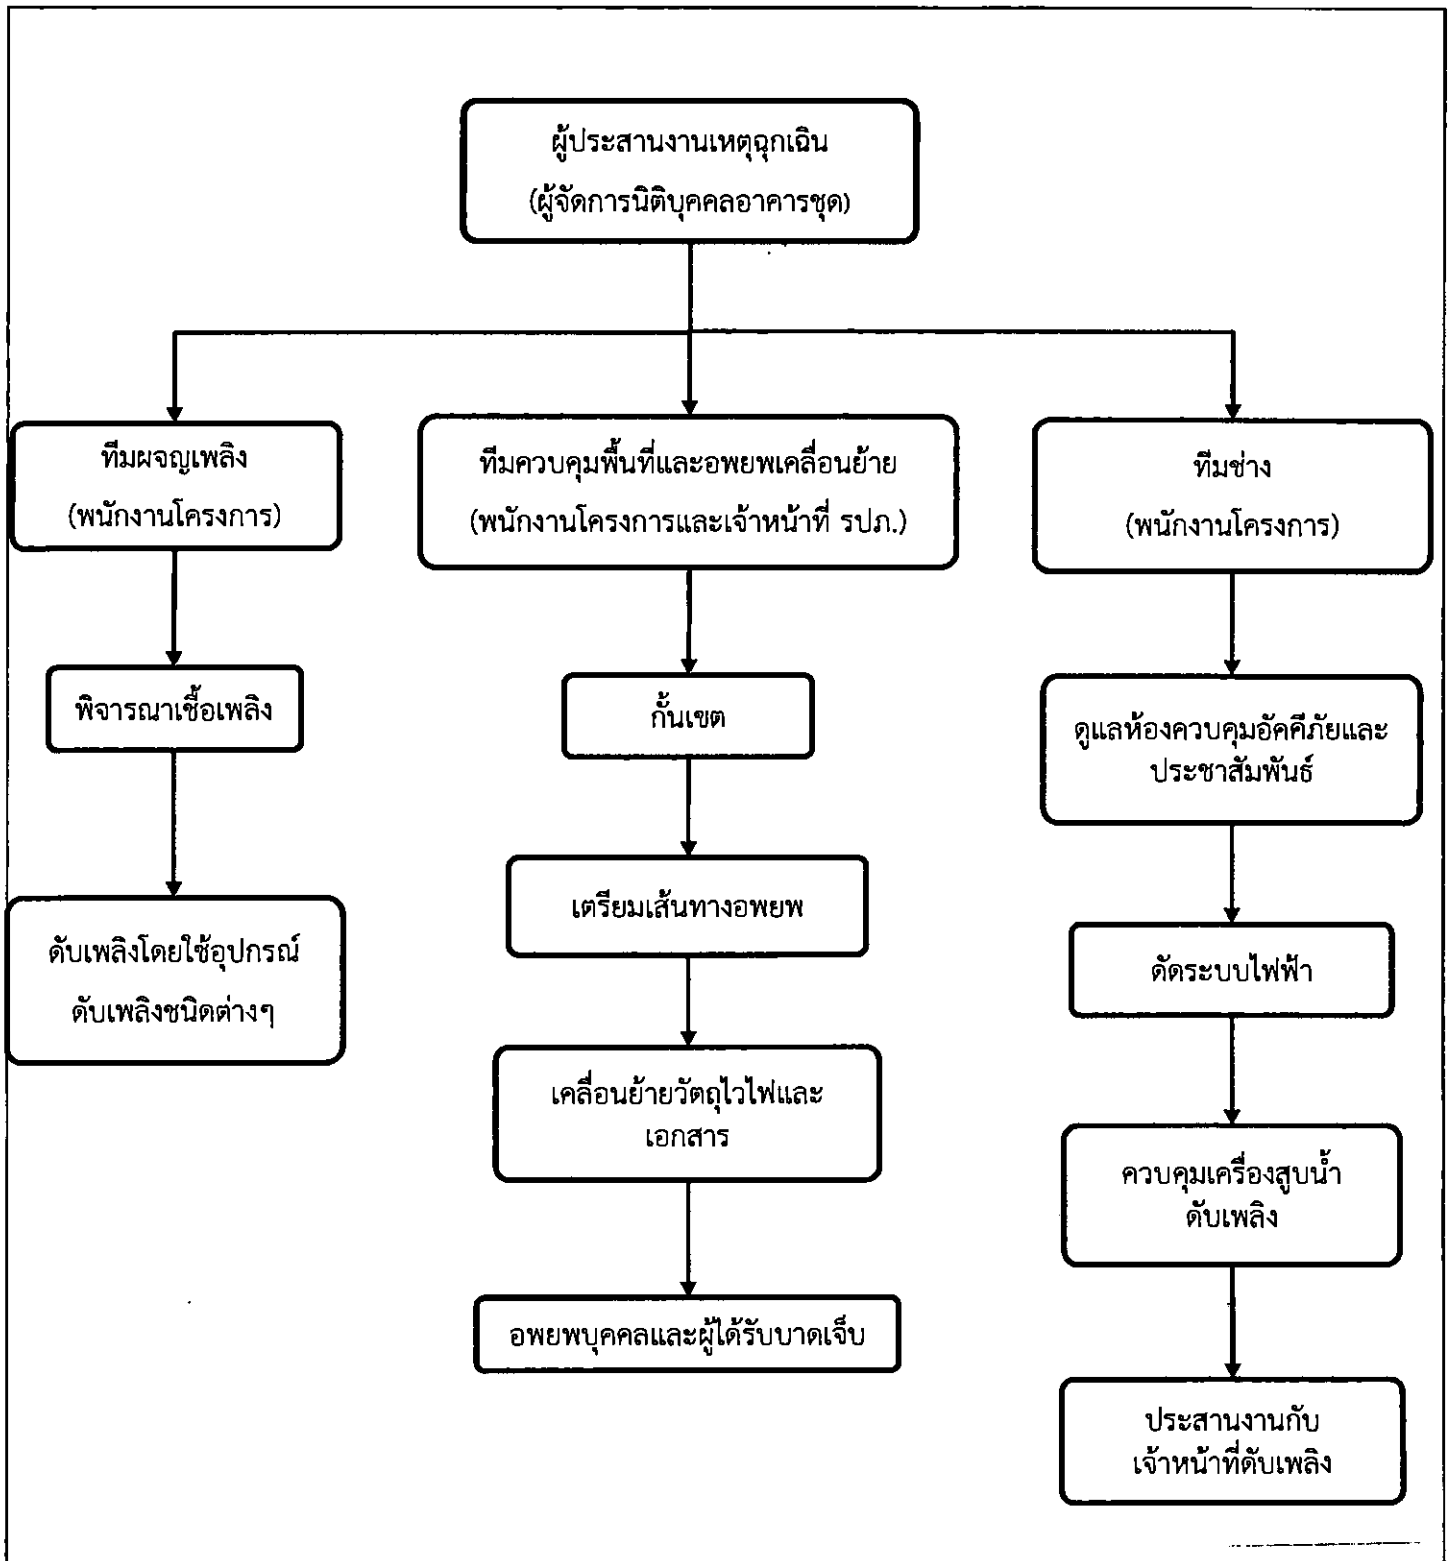 ผู้ประสานงานเหตุฉุกเฉิน
(ผู้จัดการนิติบุคคลอาคารชุด)
ทีมผจญเพลิง
(พนักงานโครงการ)
ทีมควบคุมพื้นที่และอพยพเคลื่อนย้าย
(พนักงานโครงการและเจ้าหน้าที่ รปภ.)
ทีมช่าง
(พนักงานโครงการ)
พิจารณาเชื้อเพลิง
กั้นเขต
ดูแลห้องควบคุมอัคคีภัยและ
ประชาสัมพันธ์
ดับเพลิงโดยใช้อุปกรณ์
ดับเพลิงชนิดต่างๆ
เตรียมเส้นทางอพยพ
ตัดระบบไฟฟ้า
เคลื่อนย้ายวัตถุไวไฟและ
เอกสาร
ควบคุมเครื่องสูบน้ำ
ดับเพลิง
อพยพบุคคลและผู้ได้รับบาดเจ็บ
ประสานงานกับ
เจ้าหน้าที่ดับเพลิง